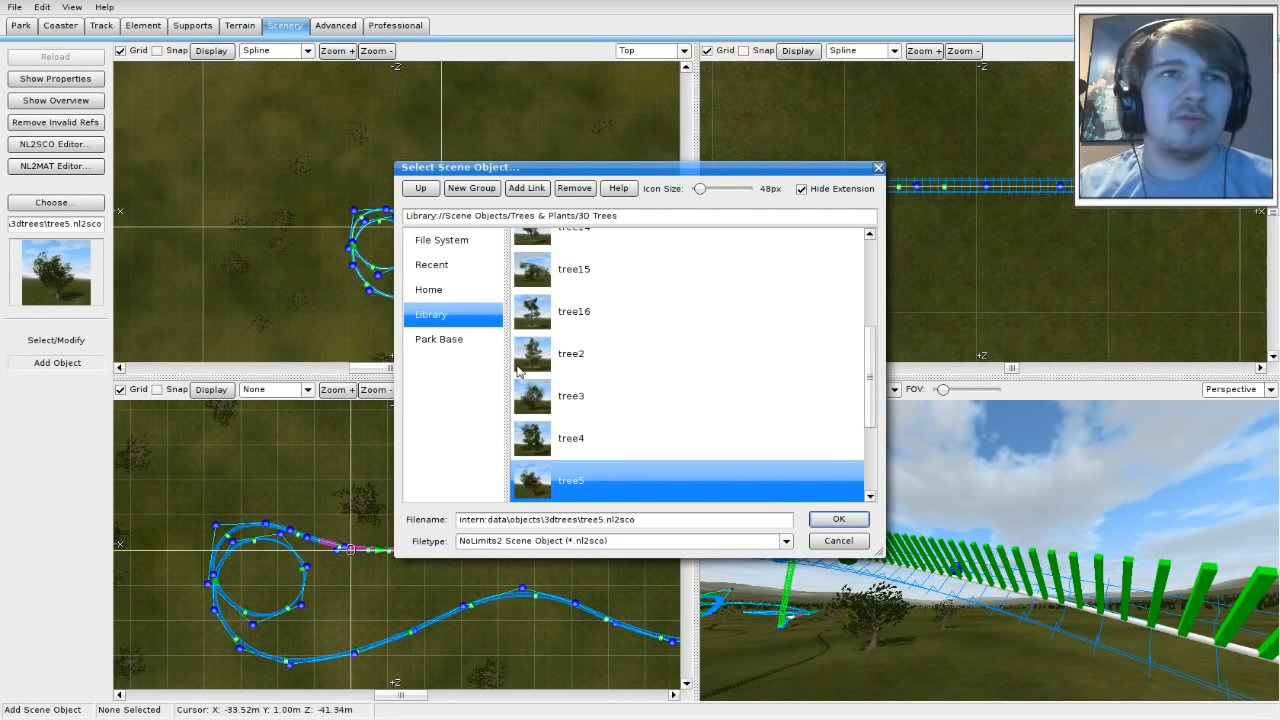 File Edit View Help
Park Coaster Track Element Supports Terrain Scenery Advanced Professional
Reload
Show Properties
Show Overview
Remove Invalid Refs
NL2SCO Editor...
NL2MAT Editor...
Choose...
.3dtrees\tree5.nl2sco
Select/Modify
Add Object
Grid Snap Display Spline Zoom + Zoom - Top
Grid Snap Display Spline Zoom + Zoom -
-Z
-Z
X
+X
+Z
Select Scene Object...
Up New Group Add Link Remove Help Icon Size: 48px Hide Extension
Library://Scene Objects/Trees & Plants/3D Trees
File System
Recent
Home
Library
Park Base
tree14
tree15
tree16
tree2
tree3
tree4
tree5
Filename: intern:data\objects\3dtrees\tree5.nl2sco OK
Filetype: NoLimits2 Scene Object (*.nl2sco) Cancel
Grid Snap Display None Zoom + Zoom -
FOV: Perspective
X
+Z
Add Scene Object None Selected Cursor: X: -33.52m Y: 1.00m Z: -41.34m